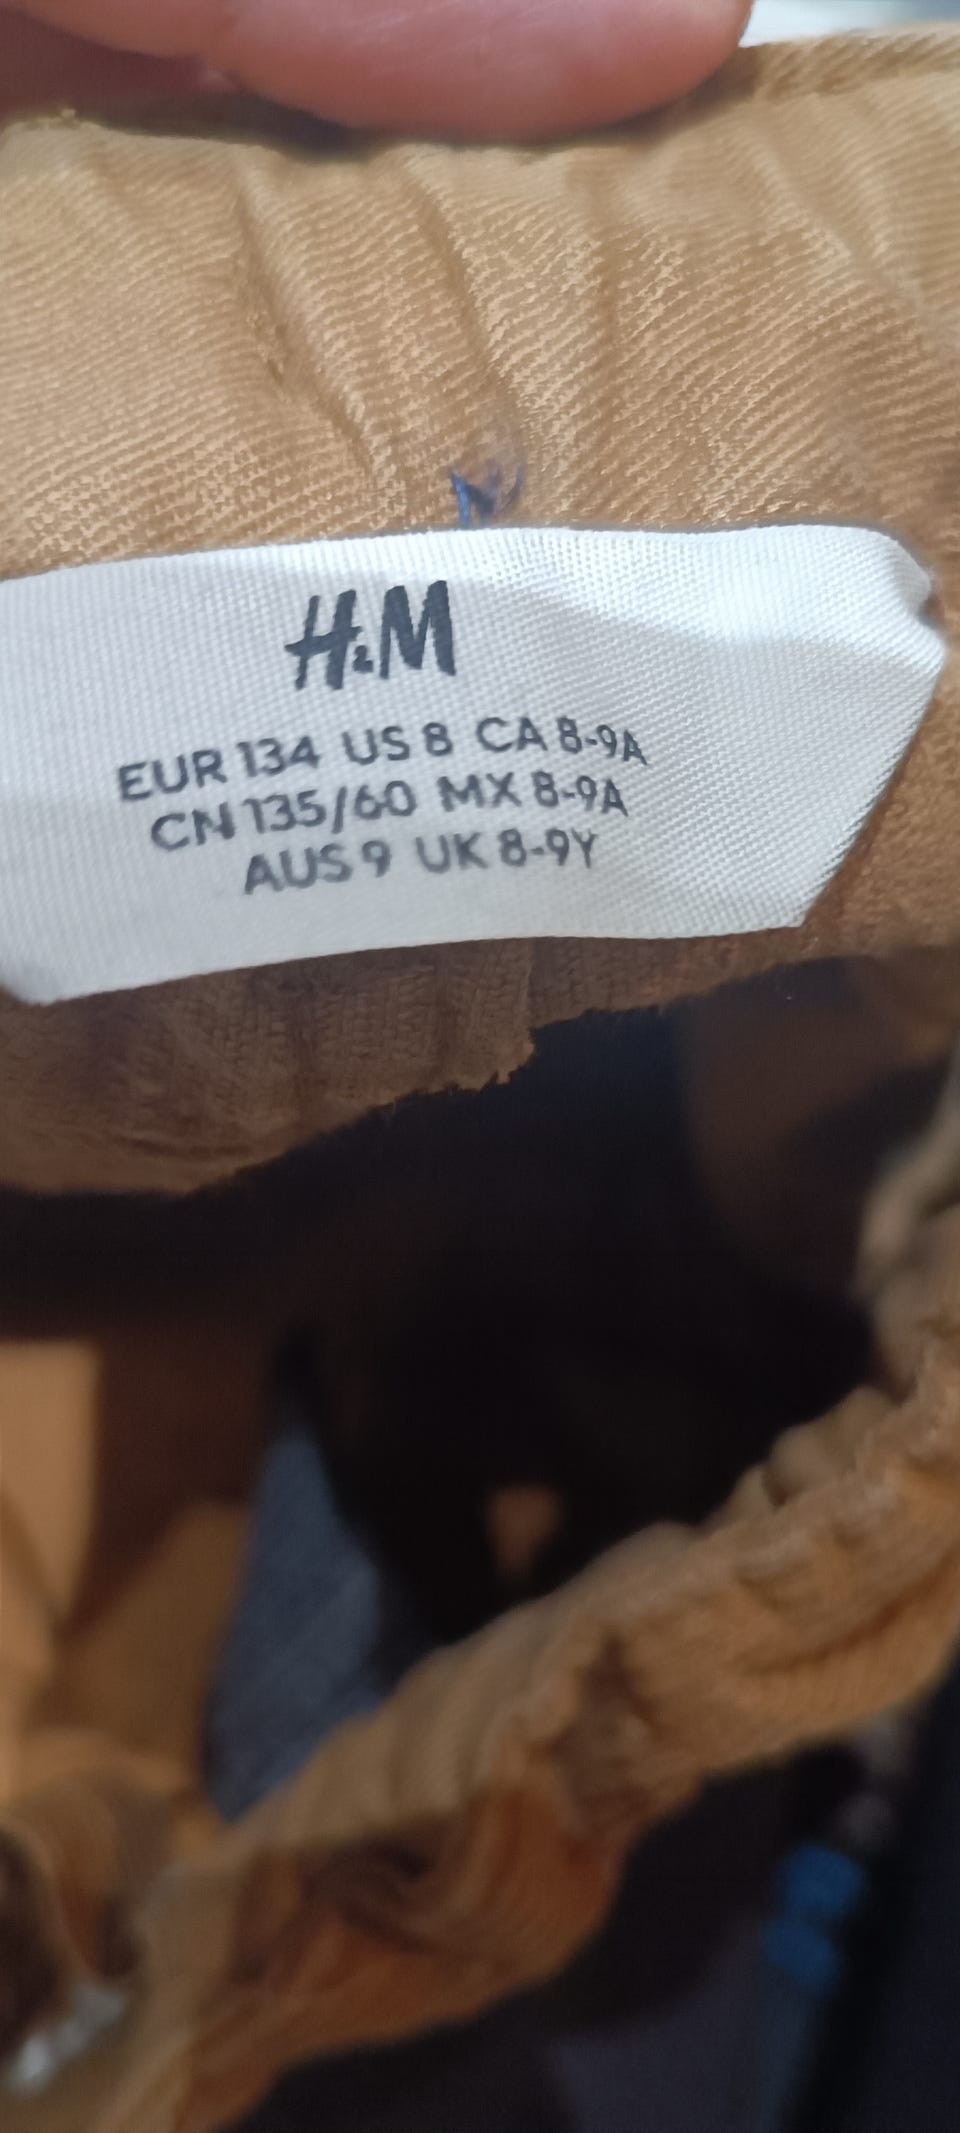 H&M
EUR 134 US 8 CA 8-9A
CN 135/60 MX 8-9A
AUS 9 UK 8-9Y